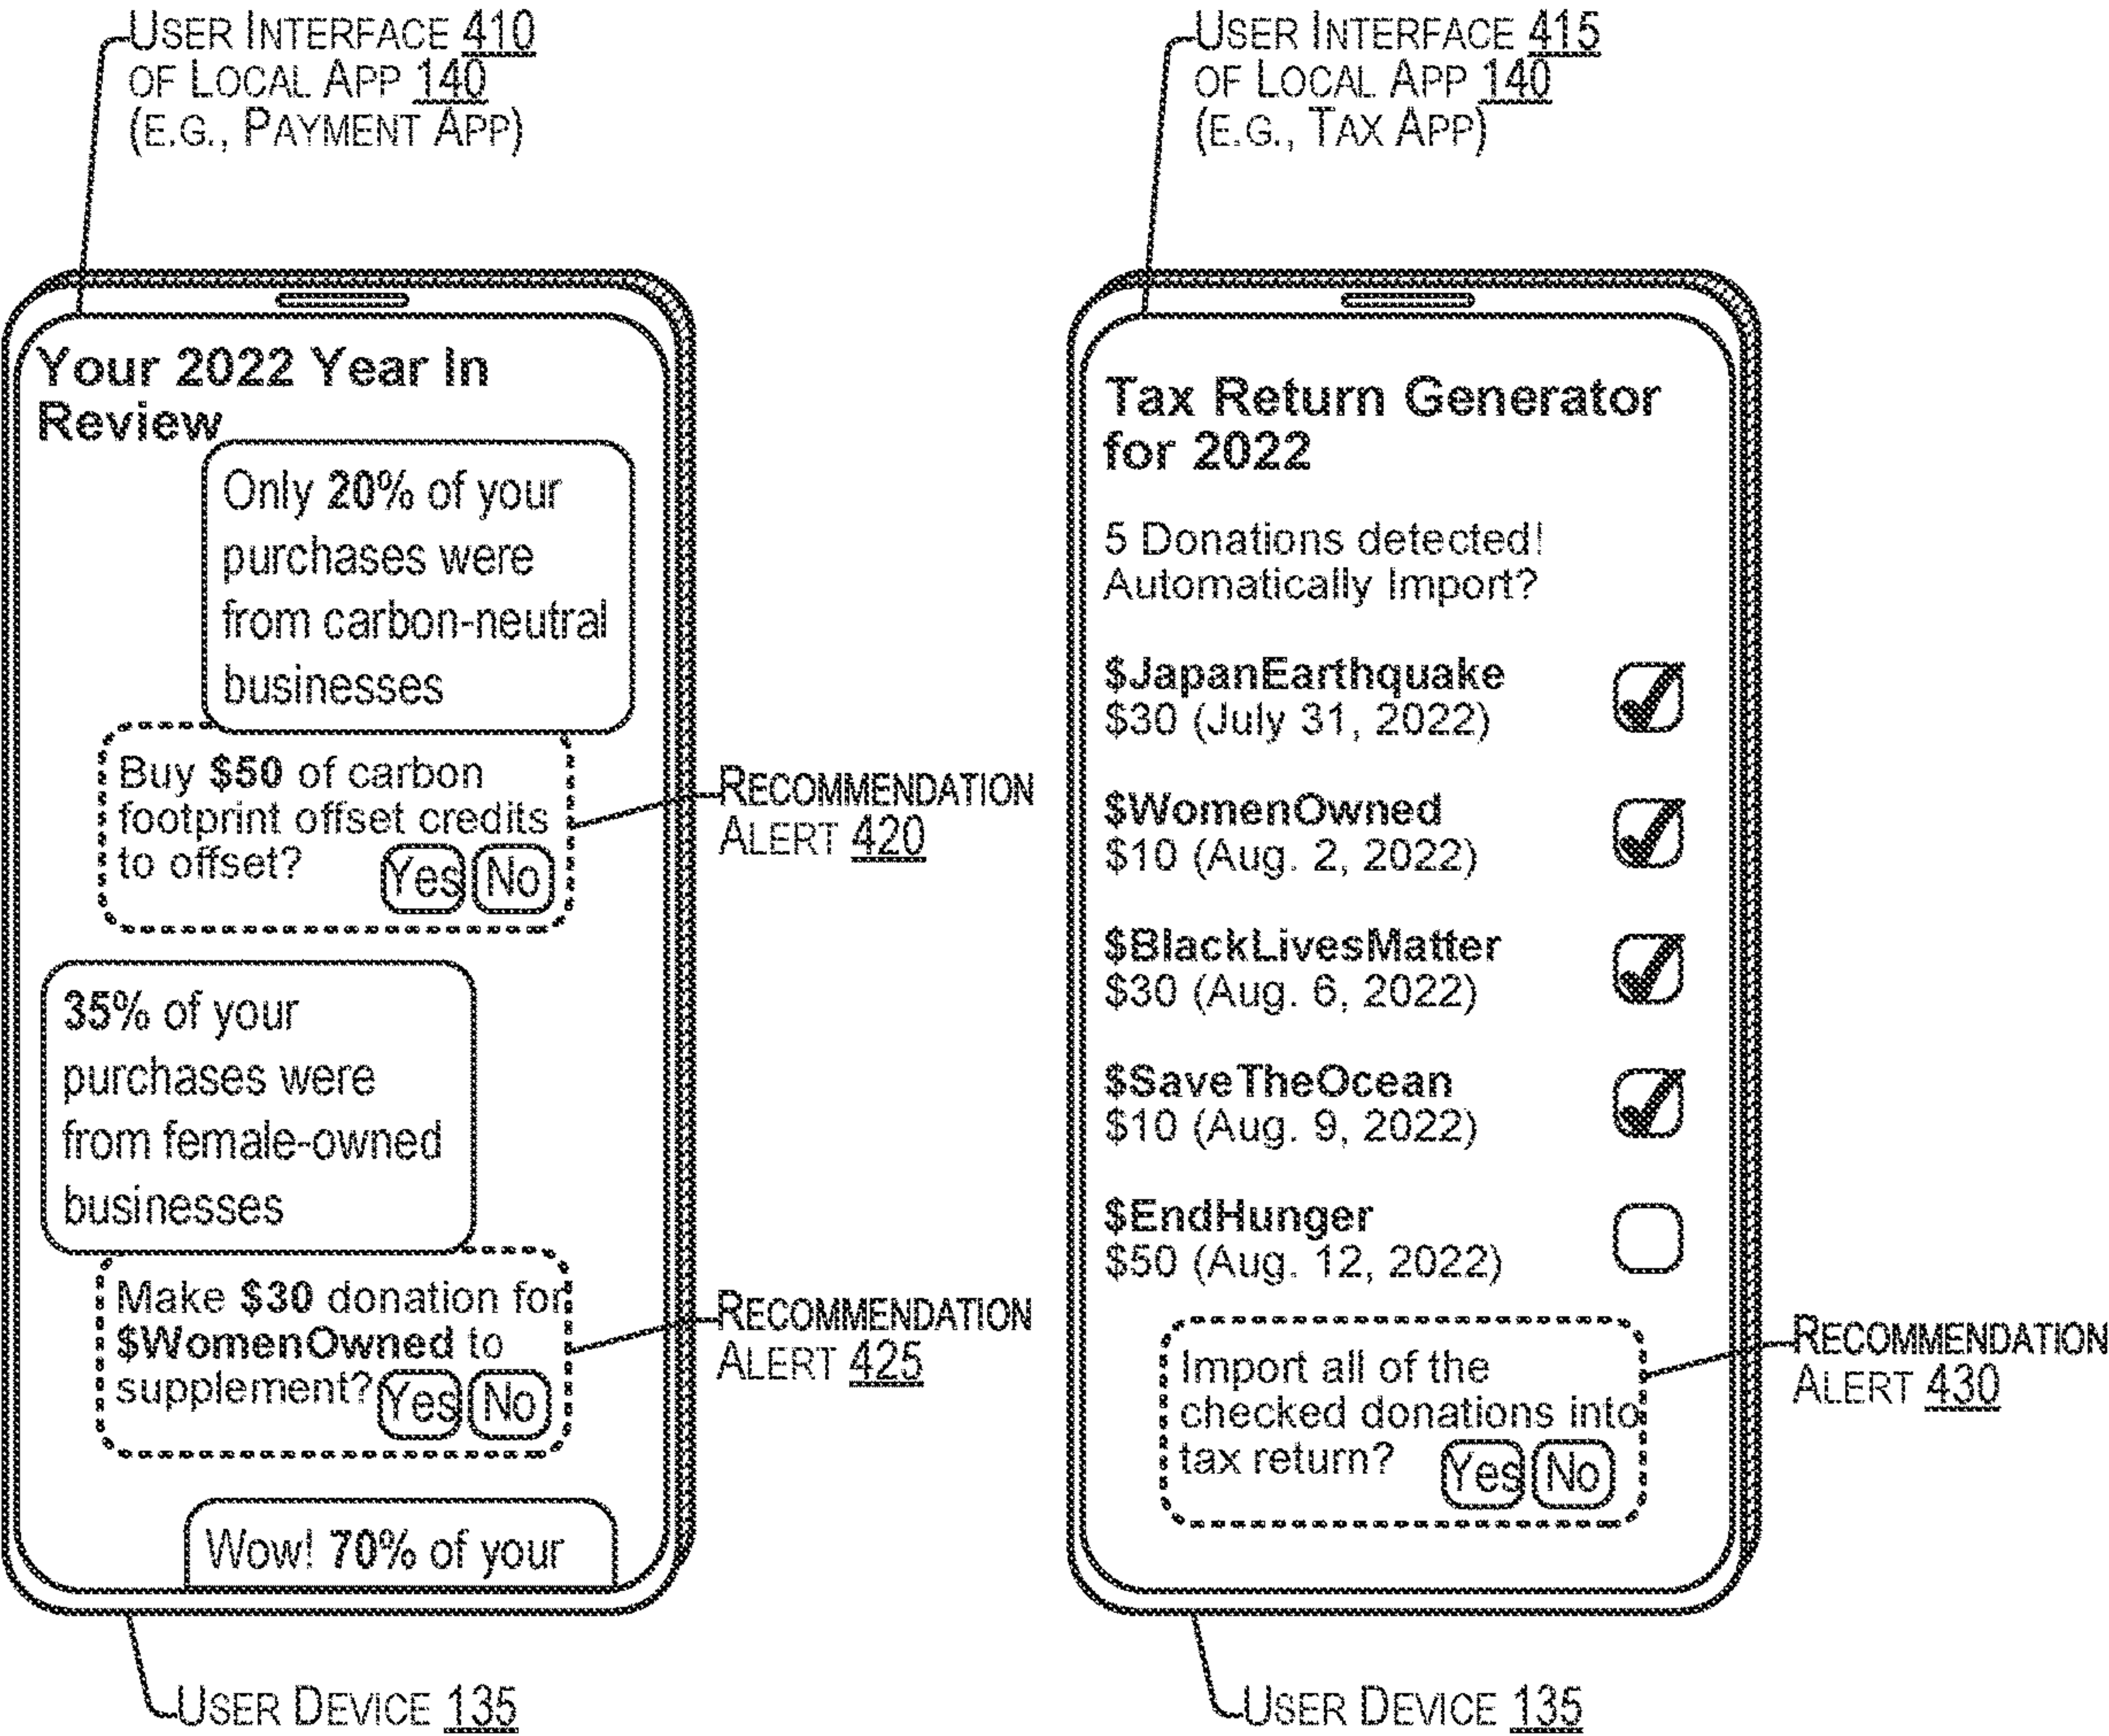 USER INTERFACE 410
OF LOCAL APP 140
(E.G., PAYMENT APP)
Your 2022 Year In
Review
Only 20% of your
purchases were
from carbon-neutral
businesses
Buy $50 of carbon
footprint offset credits
to offset?
Yes No
RECOMMENDATION
ALERT 420
35% of your
purchases were
from female-owned
businesses
Make $30 donation for
$WomenOwned to
supplement?
Yes No
RECOMMENDATION
ALERT 425
Wow! 70% of your
USER DEVICE 135
USER INTERFACE 415
OF LOCAL APP 140
(E.G., TAX APP)
Tax Return Generator
for 2022
5 Donations detected!
Automatically Import?
$JapanEarthquake
$30 (July 31, 2022)
$WomenOwned
$10 (Aug. 2, 2022)
$BlackLivesMatter
$30 (Aug. 6, 2022)
$SaveTheOcean
$10 (Aug. 9, 2022)
$EndHunger
$50 (Aug. 12, 2022)
Import all of the
checked donations into
tax return?
Yes No
RECOMMENDATION
ALERT 430
USER DEVICE 135